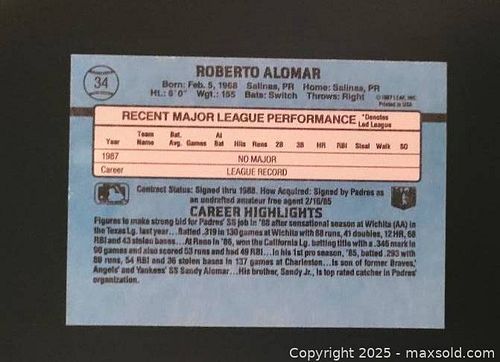 34
ROBERTO ALOMAR
Born: Feb. 5, 1968 Salinas, PR Home: Salinas, PR
Ht.: 6' 0" Wgt.: 155 Bats: Switch Throws: Right
© 1987 LEAF, INC.
Printed in USA
RECENT MAJOR LEAGUE PERFORMANCE *Denotes
Led League
Year Team Name Bat. Avg. Games At Bat Hits Runs 2B 3B HR RBI Steal Walk SO
1987 NO MAJOR
Career LEAGUE RECORD
Contract Status: Signed thru 1988. How Acquired: Signed by Padres as
an undrafted amateur free agent 2/16/85
CAREER HIGHLIGHTS
Figures to make strong bid for Padres' SS job in '88 after sensational season at Wichita (AA) in
the Texas Lg. last year...Batted .319 in 130 games at Wichita with 88 runs, 41 doubles, 12 HR, 68
RBI and 43 stolen bases...At Reno in '86, won the California Lg. batting title with a .346 mark in
90 games and also scored 53 runs and had 49 RBI...In his 1st pro season, '85, batted .293 with
89 runs, 54 RBI and 36 stolen bases in 137 games at Charleston...Is son of former Braves,'
Angels' and Yankees' SS Sandy Alomar...His brother, Sandy Jr., is top rated catcher in Padres'
organization.
Copyright © 2025 - maxsold.com